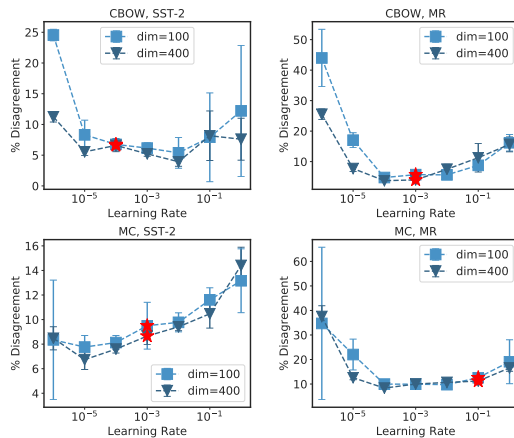 CBOW, SST-2
25
20
15
10
5
0
% Disagreement
dim=100
dim=400
10⁻⁵
10⁻³
10⁻¹
Learning Rate
CBOW, MR
50
40
30
20
10
% Disagreement
dim=100
dim=400
10⁻⁵
10⁻³
10⁻¹
Learning Rate
MC, SST-2
16
14
12
10
8
6
4
% Disagreement
dim=100
dim=400
10⁻⁵
10⁻³
10⁻¹
Learning Rate
MC, MR
60
50
40
30
20
10
% Disagreement
dim=100
dim=400
10⁻⁵
10⁻³
10⁻¹
Learning Rate